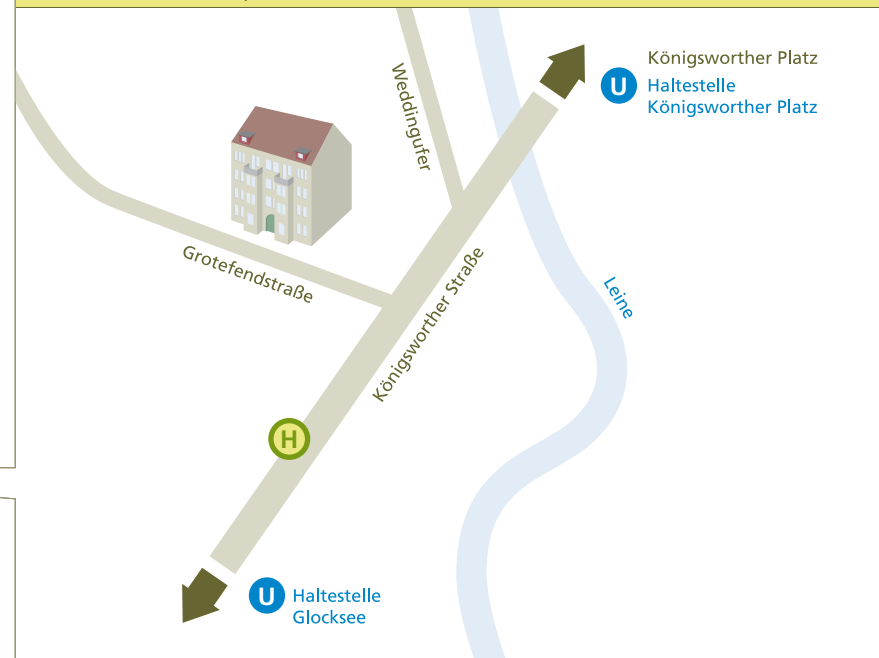 Königsworther Platz
U
Haltestelle
Königsworther Platz
Weddingufer
Grotefendstraße
Königsworther Straße
Leine
H
U
Haltestelle
Glocksee